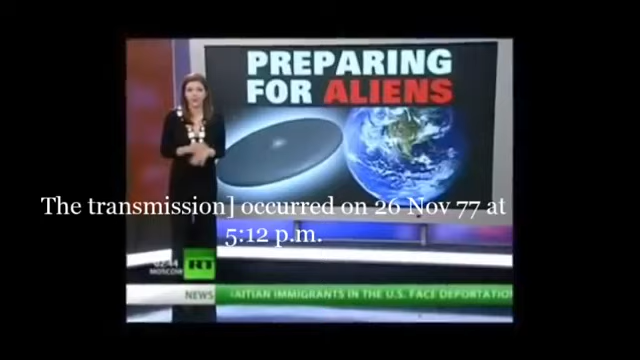 PREPARING
FOR ALIENS
The transmission] occurred on 26 Nov 77 at
5:12 p.m.
MOSCOW
RT
NEWS
AITIAN IMMIGRANTS IN THE U.S. FACE DEPORTATIO